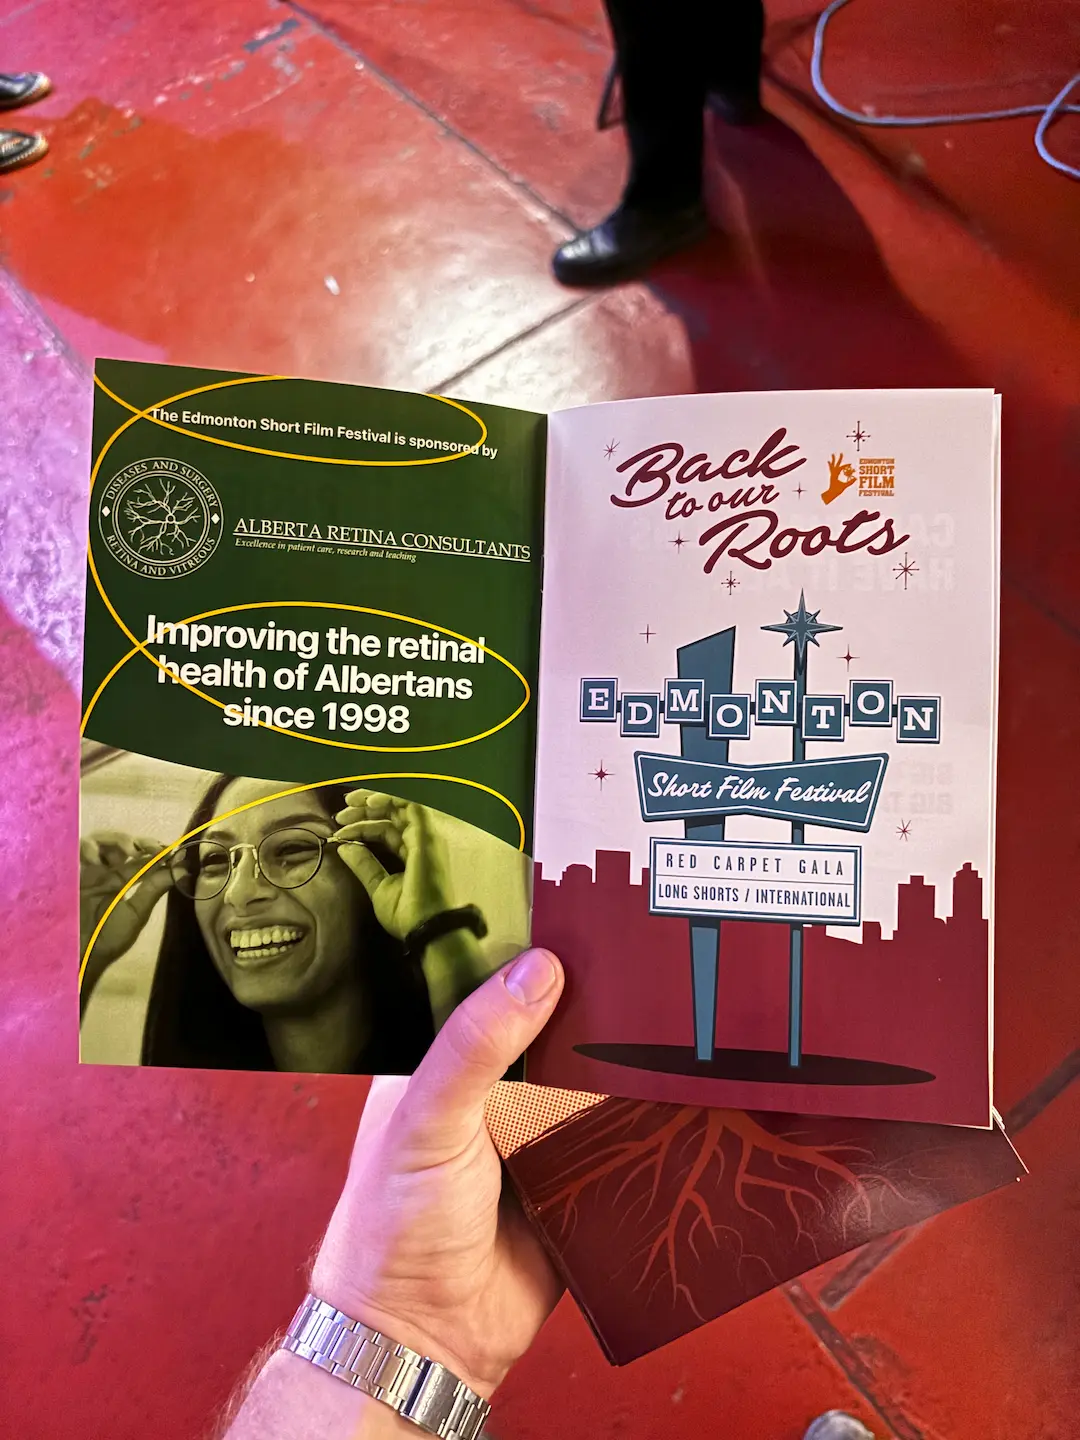 The Edmonton Short Film Festival is sponsored by
DISEASES AND SURGERY
RETINA AND VITREOUS
ALBERTA RETINA CONSULTANTS
Excellence in patient care, research and teaching
Improving the retinal
health of Albertans
since 1998
Back
to our
Roots
EDMONTON
SHORT
FILM
FESTIVAL
EDMONTON
Short Film Festival
RED CARPET GALA
LONG SHORTS / INTERNATIONAL